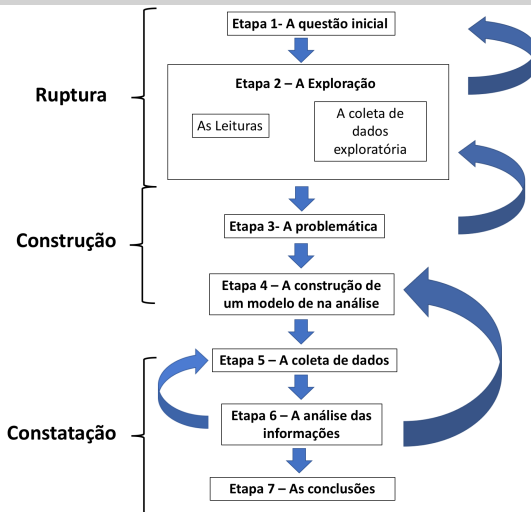 Etapa 1- A questão inicial
Ruptura
Etapa 2 – A Exploração
As Leituras
A coleta de
dados
exploratória
Construção
Etapa 3- A problemática
Etapa 4 – A construção de
um modelo de na análise
Constatação
Etapa 5 – A coleta de dados
Etapa 6 – A análise das
informações
Etapa 7 – As conclusões